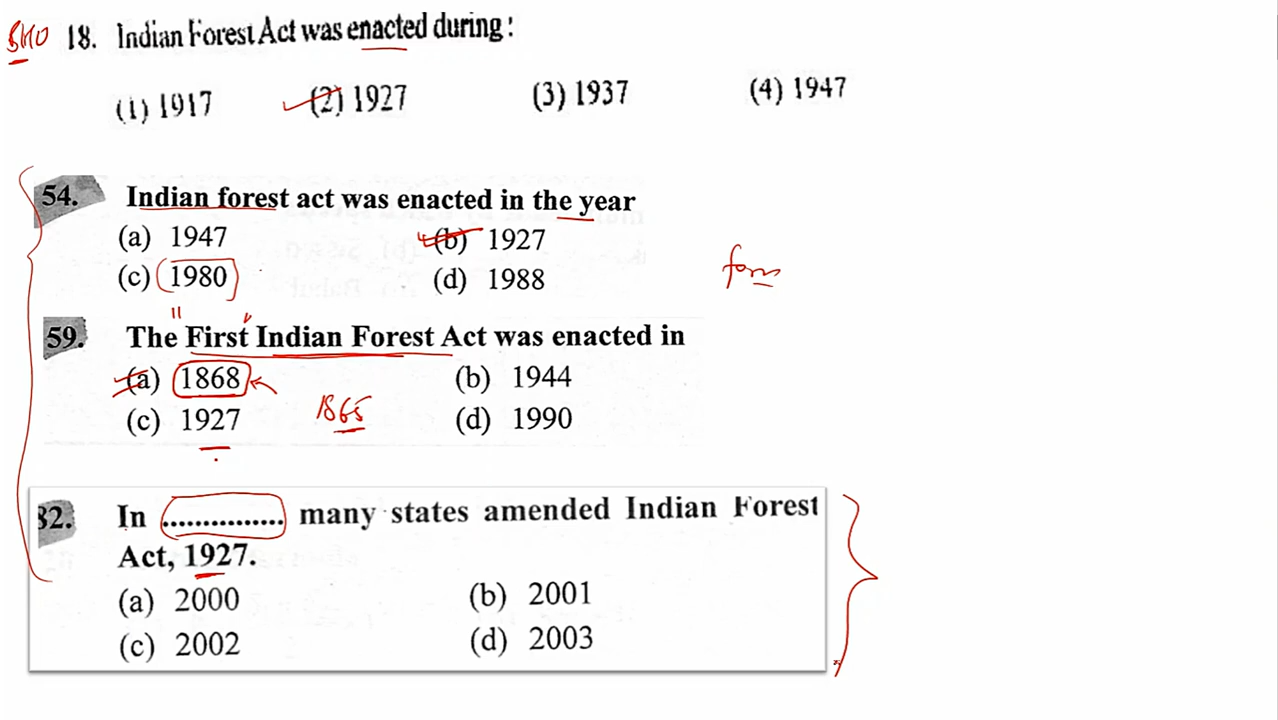 18. Indian Forest Act was enacted during :
(1) 1917 (2) 1927 (3) 1937 (4) 1947
54. Indian forest act was enacted in the year
(a) 1947 (b) 1927
(c) 1980 (d) 1988
59. The First Indian Forest Act was enacted in
(a) 1868 (b) 1944
(c) 1927 1865 (d) 1990
32. In ............... many states amended Indian Forest
Act, 1927.
(a) 2000 (b) 2001
(c) 2002 (d) 2003